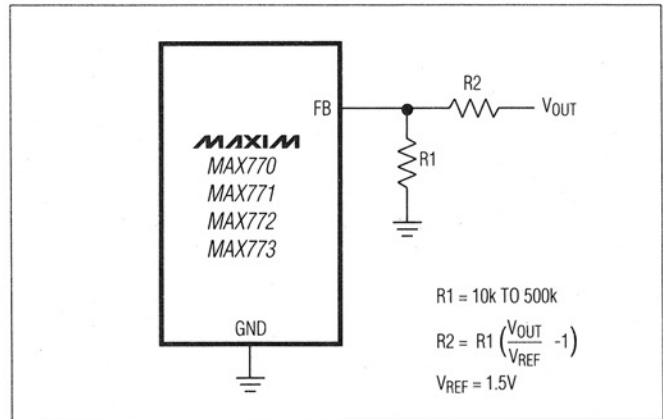 R2
FB
VOUT
MAXIM
R1
MAX770
MAX771
MAX772
MAX773
R1 = 10k TO 500k
GND
R2 = R1 (VOUT/VREF -1)
VREF = 1.5V